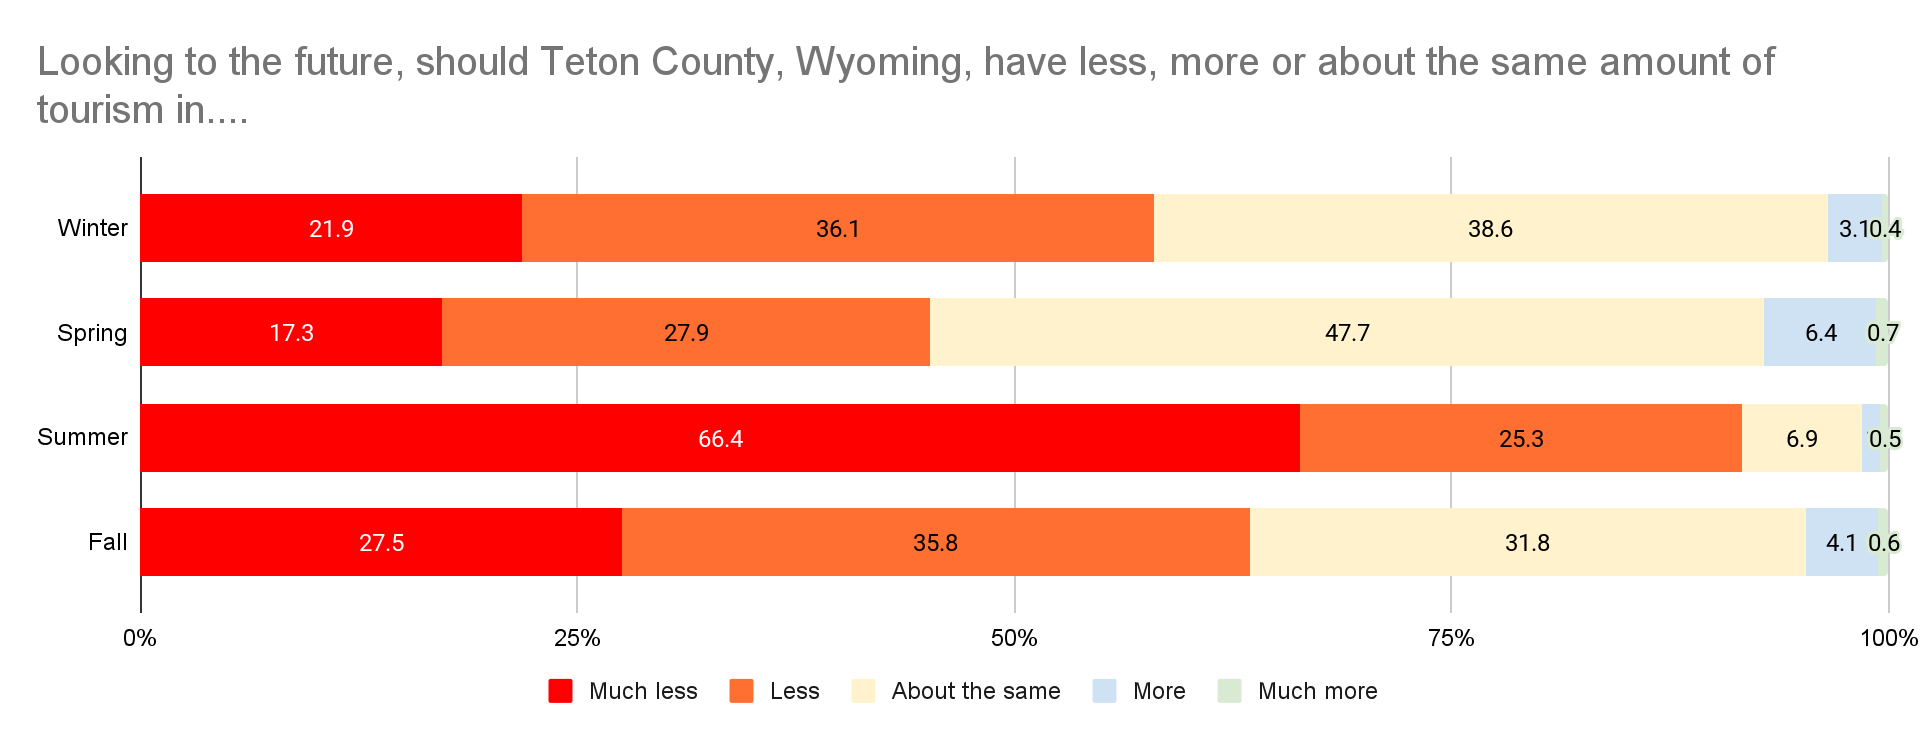 Looking to the future, should Teton County, Wyoming, have less, more or about the same amount of
tourism in....
Winter 21.9 36.1 38.6 3.1 0.4
Spring 17.3 27.9 47.7 6.4 0.7
Summer 66.4 25.3 6.9 0.5
Fall 27.5 35.8 31.8 4.1 0.6
0% 25% 50% 75% 100%
Much less Less About the same More Much more